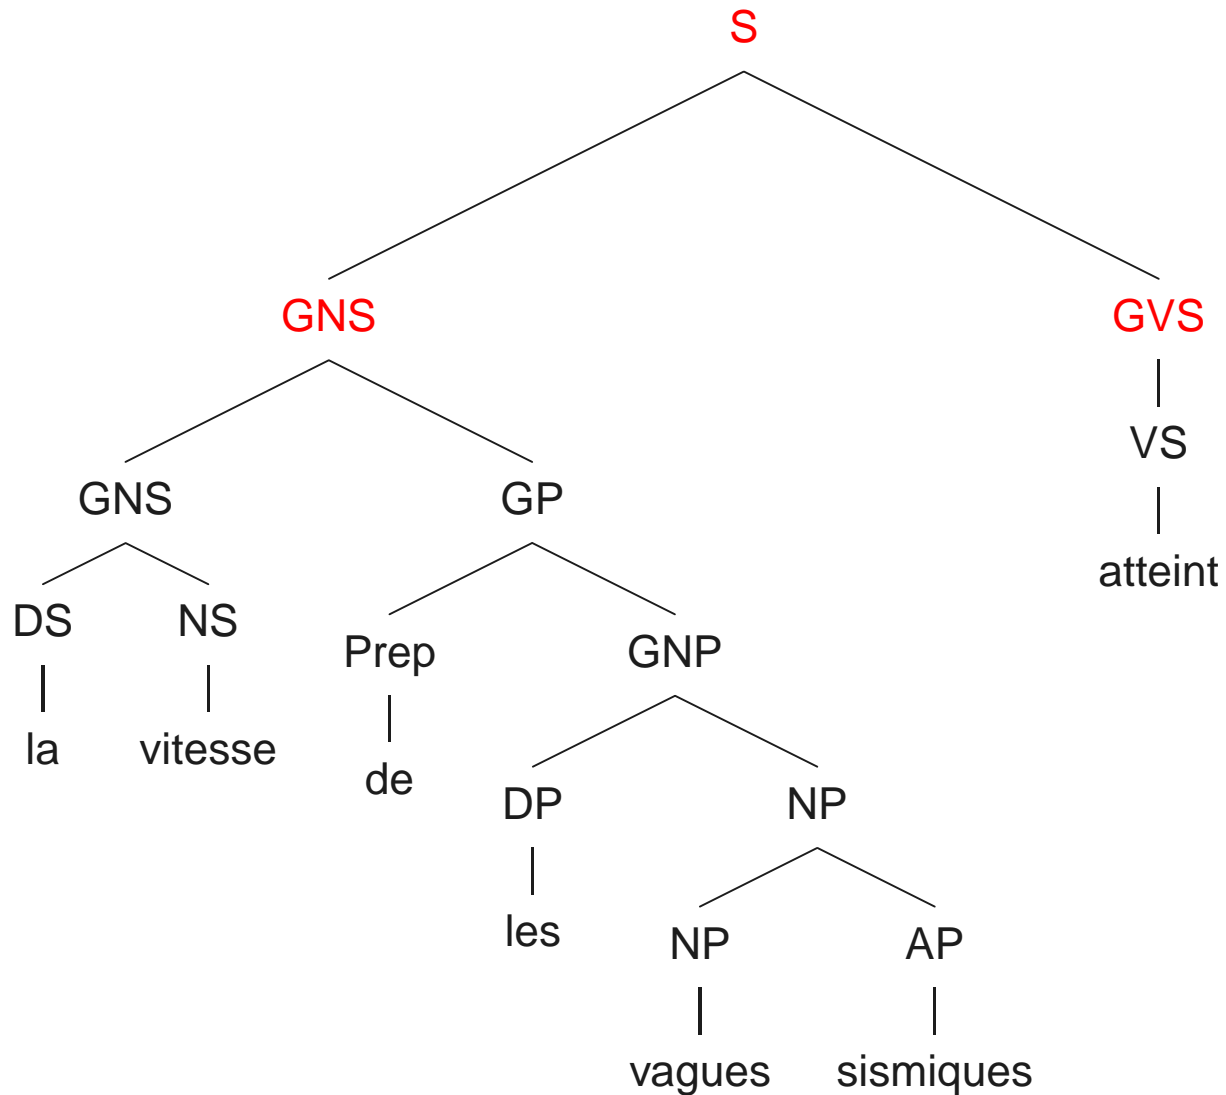 S
GNS GVS
VS
GNS GP
atteint
DS NS
Prep GNP
la vitesse
de
DP NP
les
NP AP
vagues sismiques